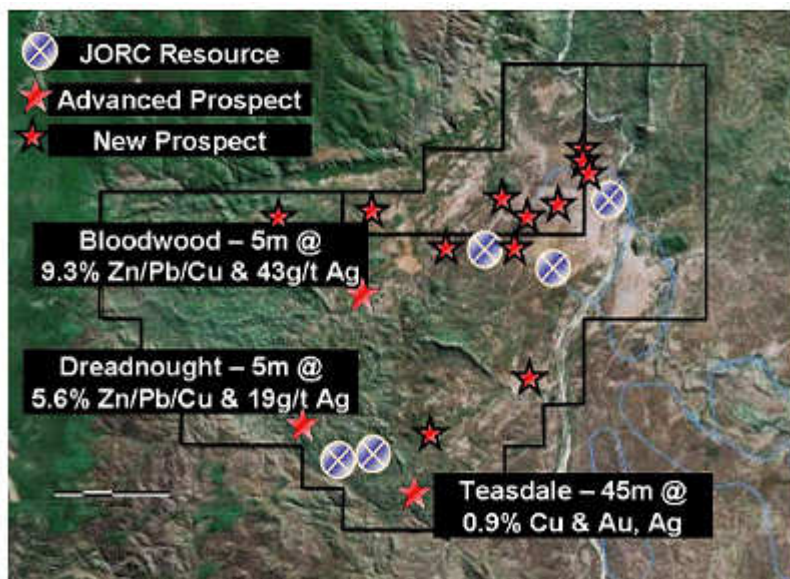 JORC Resource
Advanced Prospect
New Prospect
Bloodwood – 5m @
9.3% Zn/Pb/Cu & 43g/t Ag
Dreadnought – 5m @
5.6% Zn/Pb/Cu & 19g/t Ag
Teasdale – 45m @
0.9% Cu & Au, Ag